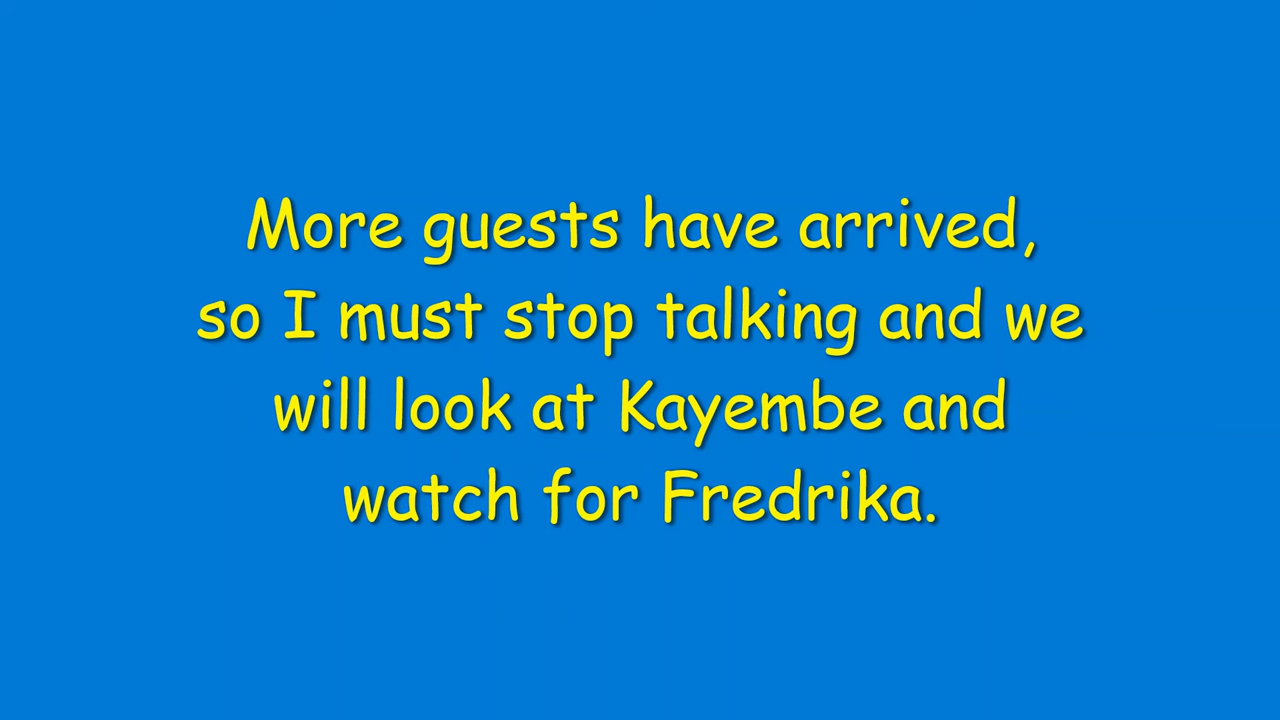 More guests have arrived,
so I must stop talking and we
will look at Kayembe and
watch for Fredrika.